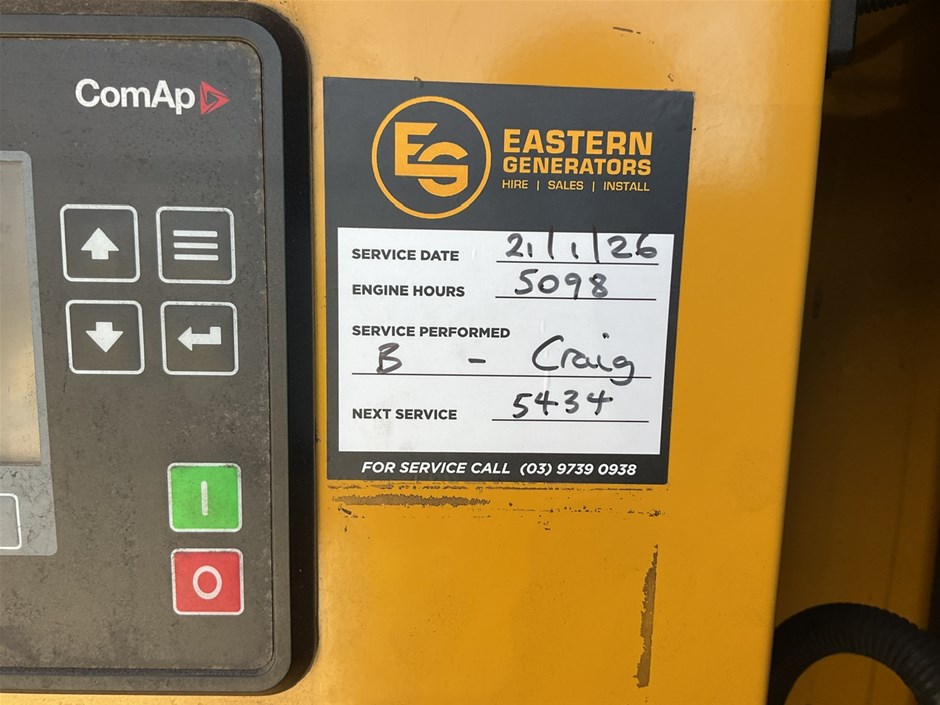 ComAp
EG
EASTERN
GENERATORS
HIRE | SALES | INSTALL
SERVICE DATE 21/1/26
ENGINE HOURS 5098
SERVICE PERFORMED
B - Craig
NEXT SERVICE 5434
FOR SERVICE CALL (03) 9739 0938